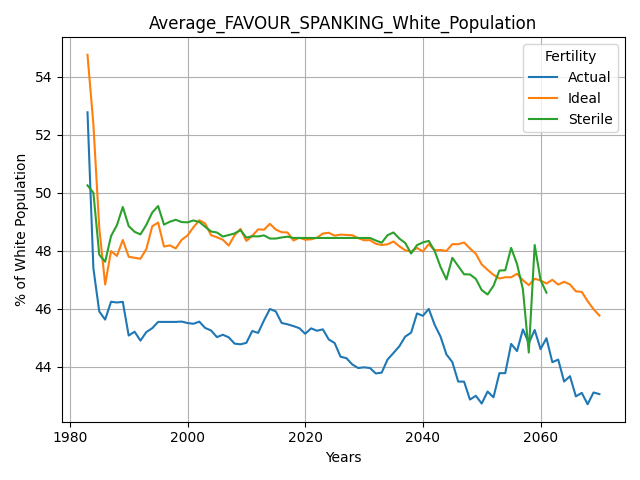 Average_FAVOUR_SPANKING_White_Population
Fertility
Actual
Ideal
Sterile
% of White Population
54
52
50
48
46
44
1980
2000
2020
2040
2060
Years